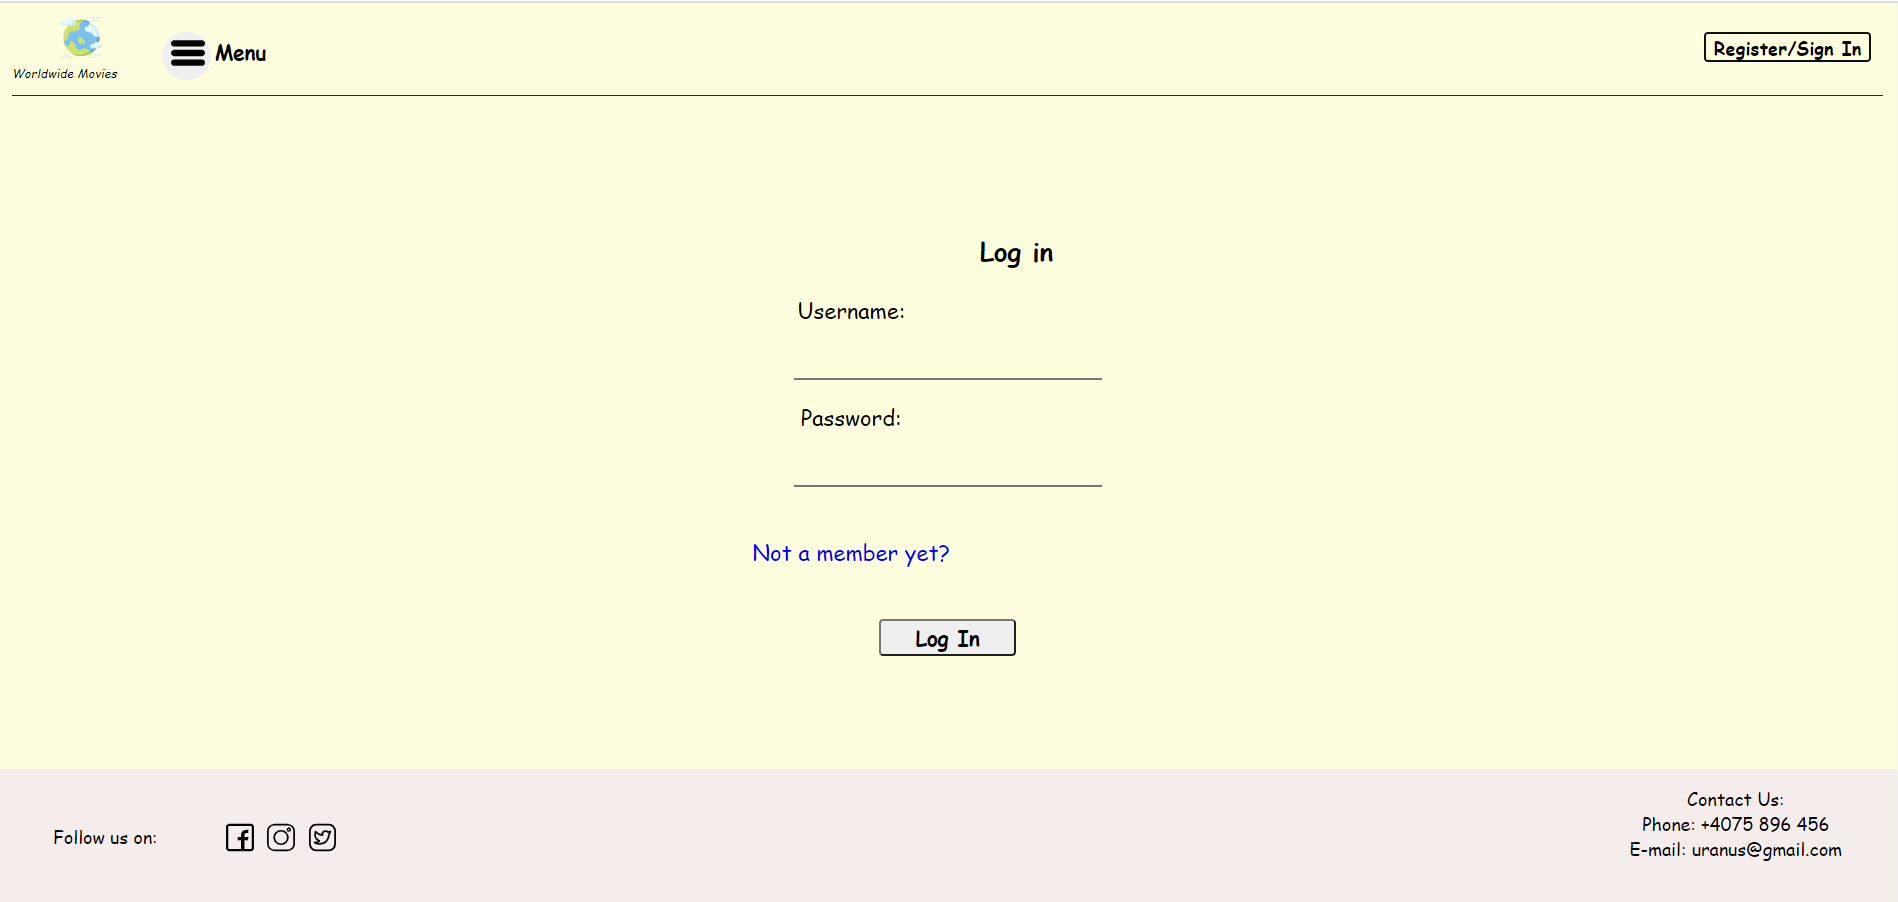 Worldwide Movies
Menu
Register/Sign In
Log in
Username:
Password:
Not a member yet?
Log In
Follow us on:
Contact Us:
Phone: +4075 896 456
E-mail: uranus@gmail.com